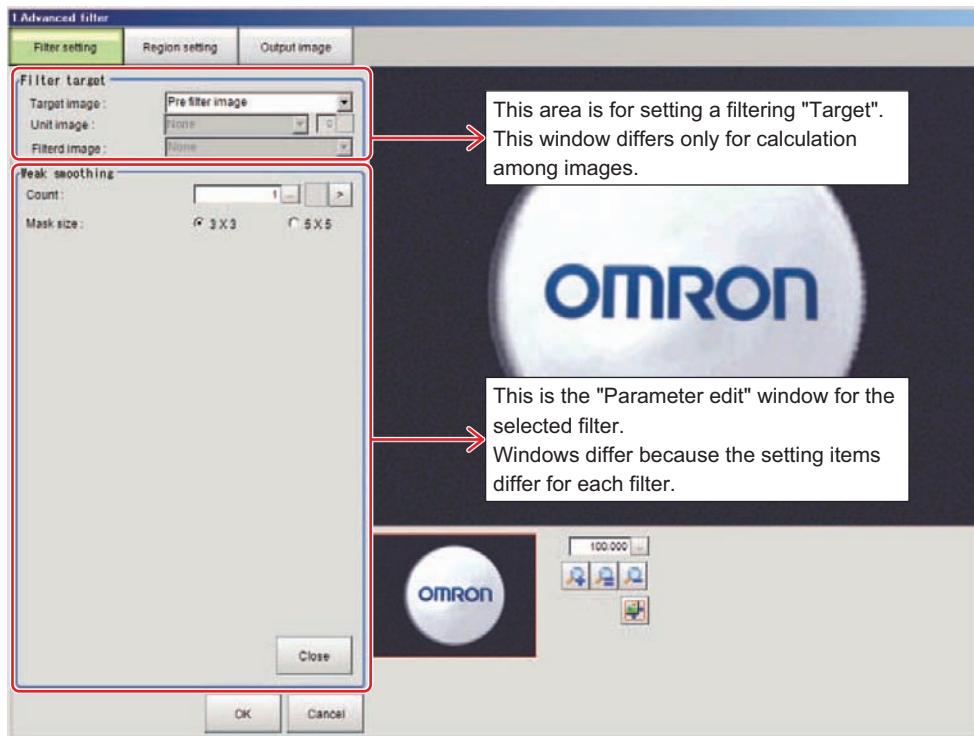 1 Advanced filter
Filter setting Region setting Output image
Filter target
Target image : Pre filter image
Unit image : None 0
Filterd image : None
Weak smoothing
Count : 1 ... >
Mask size : 3 X 3 5 X 5
This area is for setting a filtering "Target".
This window differs only for calculation
among images.
OMRON
This is the "Parameter edit" window for the
selected filter.
Windows differ because the setting items
differ for each filter.
100.000 ...
OMRON
Close
OK Cancel